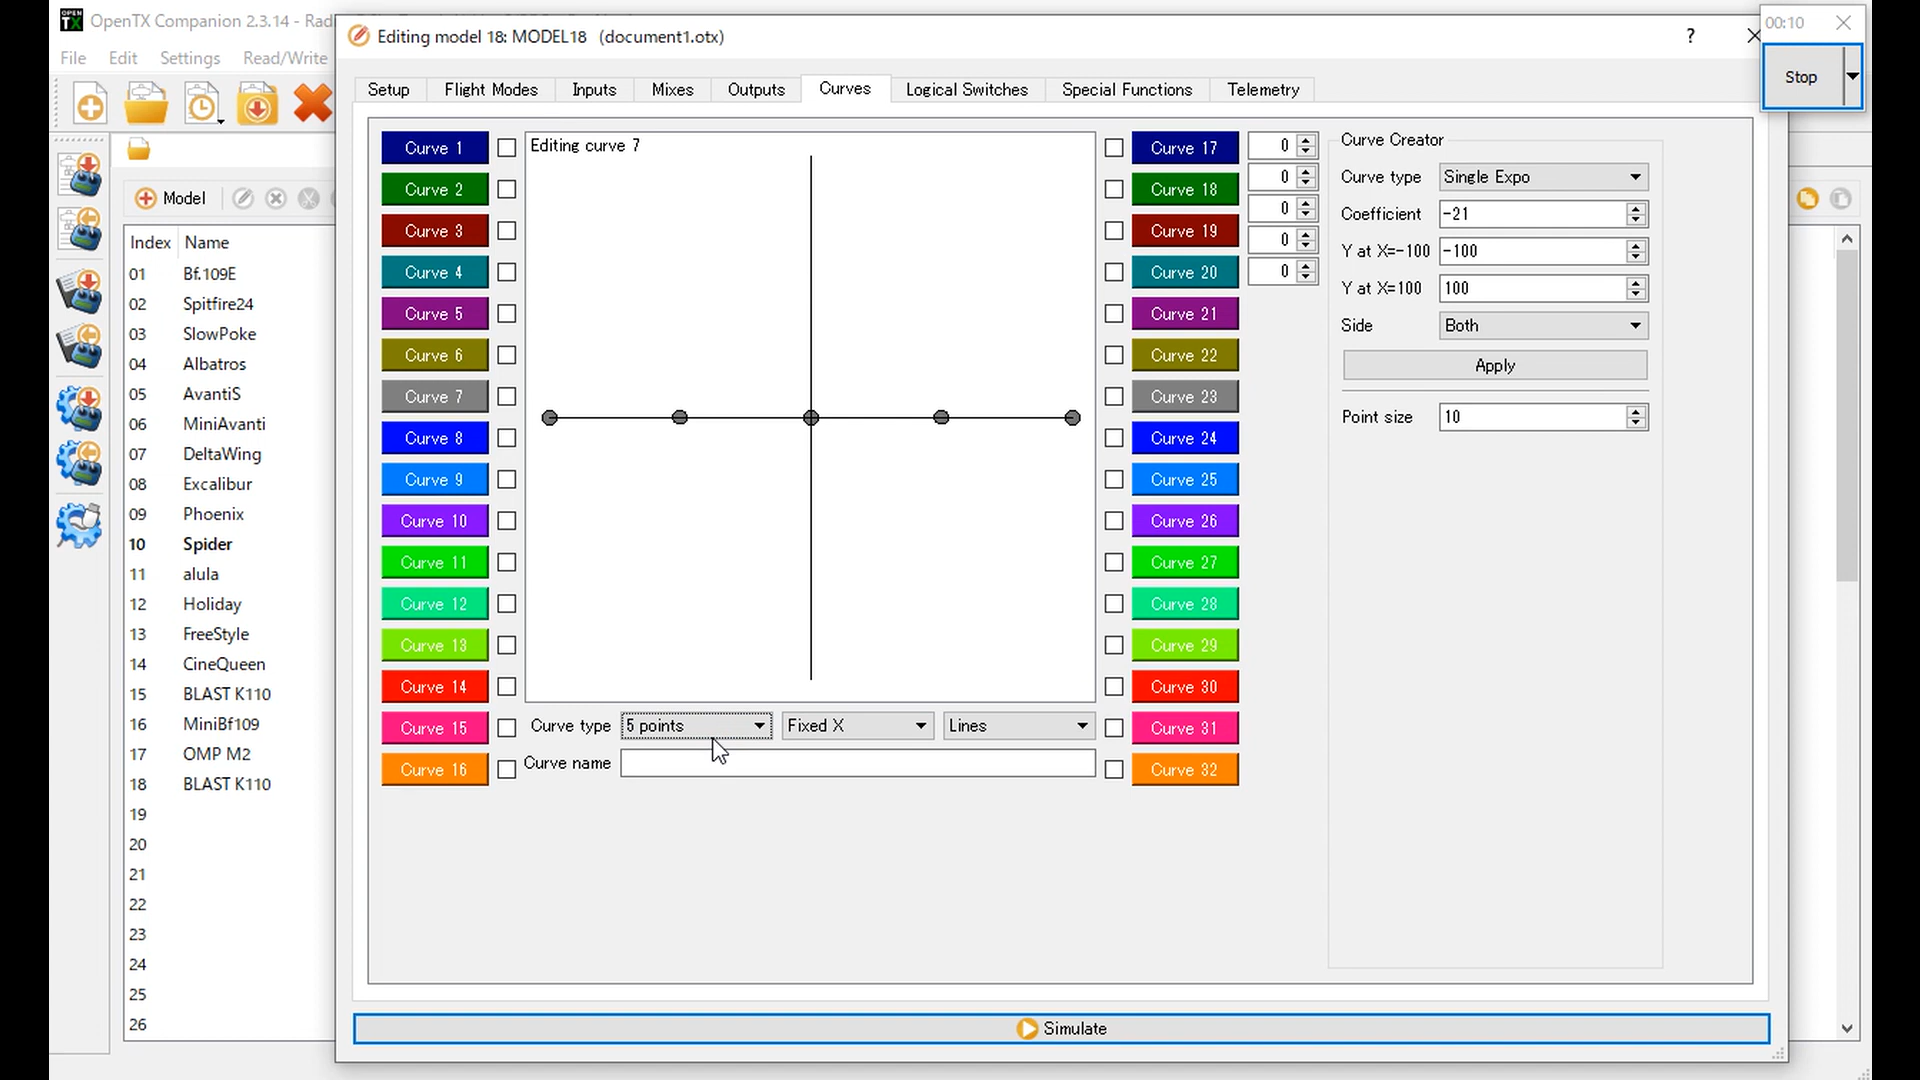 OpenTX Companion 2.3.14 - Rad
File Edit Settings Read/Write
Model
Index Name
01 Bf.109E
02 Spitfire24
03 SlowPoke
04 Albatros
05 AvantiS
06 MiniAvanti
07 DeltaWing
08 Excalibur
09 Phoenix
10 Spider
11 alula
12 Holiday
13 FreeStyle
14 CineQueen
15 BLAST K110
16 MiniBf109
17 OMP M2
18 BLAST K110
19
20
21
22
23
24
25
26
Editing model 18: MODEL18 (document1.otx)
?
Setup Flight Modes Inputs Mixes Outputs Curves Logical Switches Special Functions Telemetry
Curve 1
Curve 2
Curve 3
Curve 4
Curve 5
Curve 6
Curve 7
Curve 8
Curve 9
Curve 10
Curve 11
Curve 12
Curve 13
Curve 14
Curve 15
Curve 16
Editing curve 7
Curve type 5 points Fixed X Lines
Curve name
Curve 17
Curve 18
Curve 19
Curve 20
Curve 21
Curve 22
Curve 23
Curve 24
Curve 25
Curve 26
Curve 27
Curve 28
Curve 29
Curve 30
Curve 31
Curve 32
0
0
0
0
0
Curve Creator
Curve type Single Expo
Coefficient -21
Y at X=-100 -100
Y at X=100 100
Side Both
Apply
Point size 10
Simulate
00:10
Stop